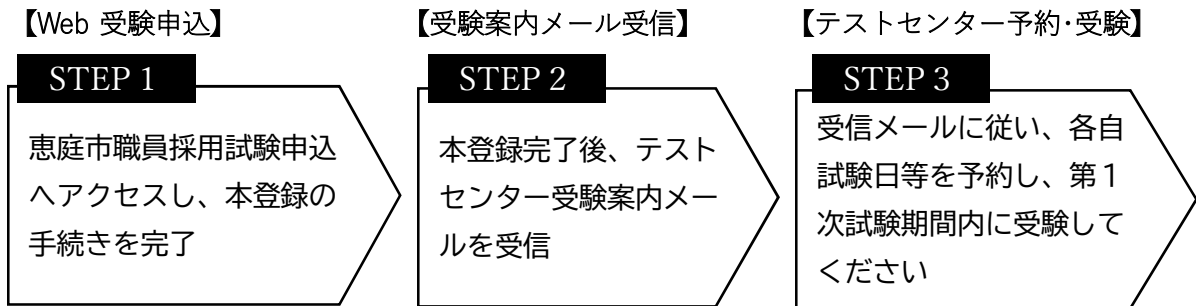 【Web 受験申込】
STEP 1
恵庭市職員採用試験申込
へアクセスし、本登録の
手続きを完了
【受験案内メール受信】
STEP 2
本登録完了後、テスト
センター受験案内メー
ルを受信
【テストセンター予約・受験】
STEP 3
受信メールに従い、各自
試験日等を予約し、第１
次試験期間内に受験して
ください